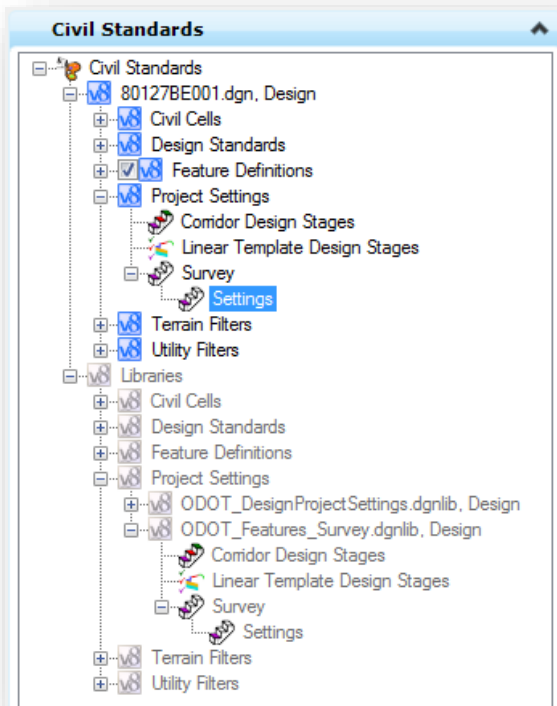 Civil Standards
Civil Standards
80127BE001.dgn, Design
Civil Cells
Design Standards
Feature Definitions
Project Settings
Corridor Design Stages
Linear Template Design Stages
Survey
Settings
Terrain Filters
Utility Filters
Libraries
Civil Cells
Design Standards
Feature Definitions
Project Settings
ODOT_DesignProjectSettings.dgnlib, Design
ODOT_Features_Survey.dgnlib, Design
Corridor Design Stages
Linear Template Design Stages
Survey
Settings
Terrain Filters
Utility Filters